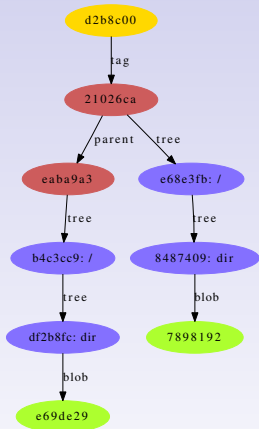 d2b8c00
tag
21026ca
parent
tree
eaba9a3
e68e3fb: /
tree
tree
b4c3cc9: /
8487409: dir
tree
blob
df2b8fc: dir
7898192
blob
e69de29